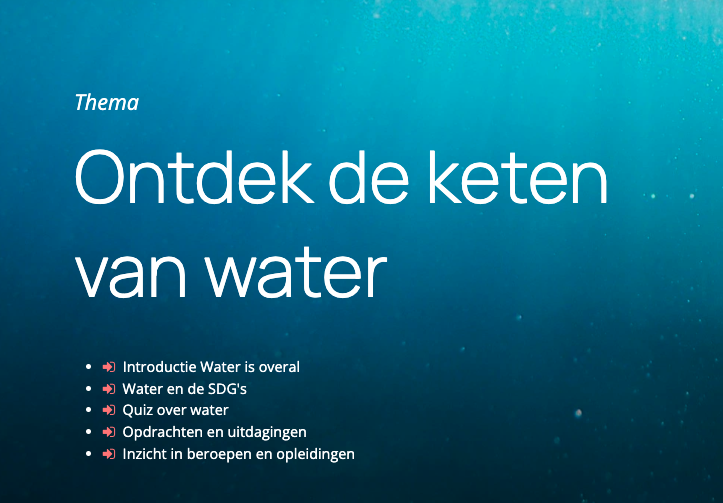 Thema
Ontdek de keten
van water
Introductie Water is overal
Water en de SDG's
Quiz over water
Opdrachten en uitdagingen
Inzicht in beroepen en opleidingen